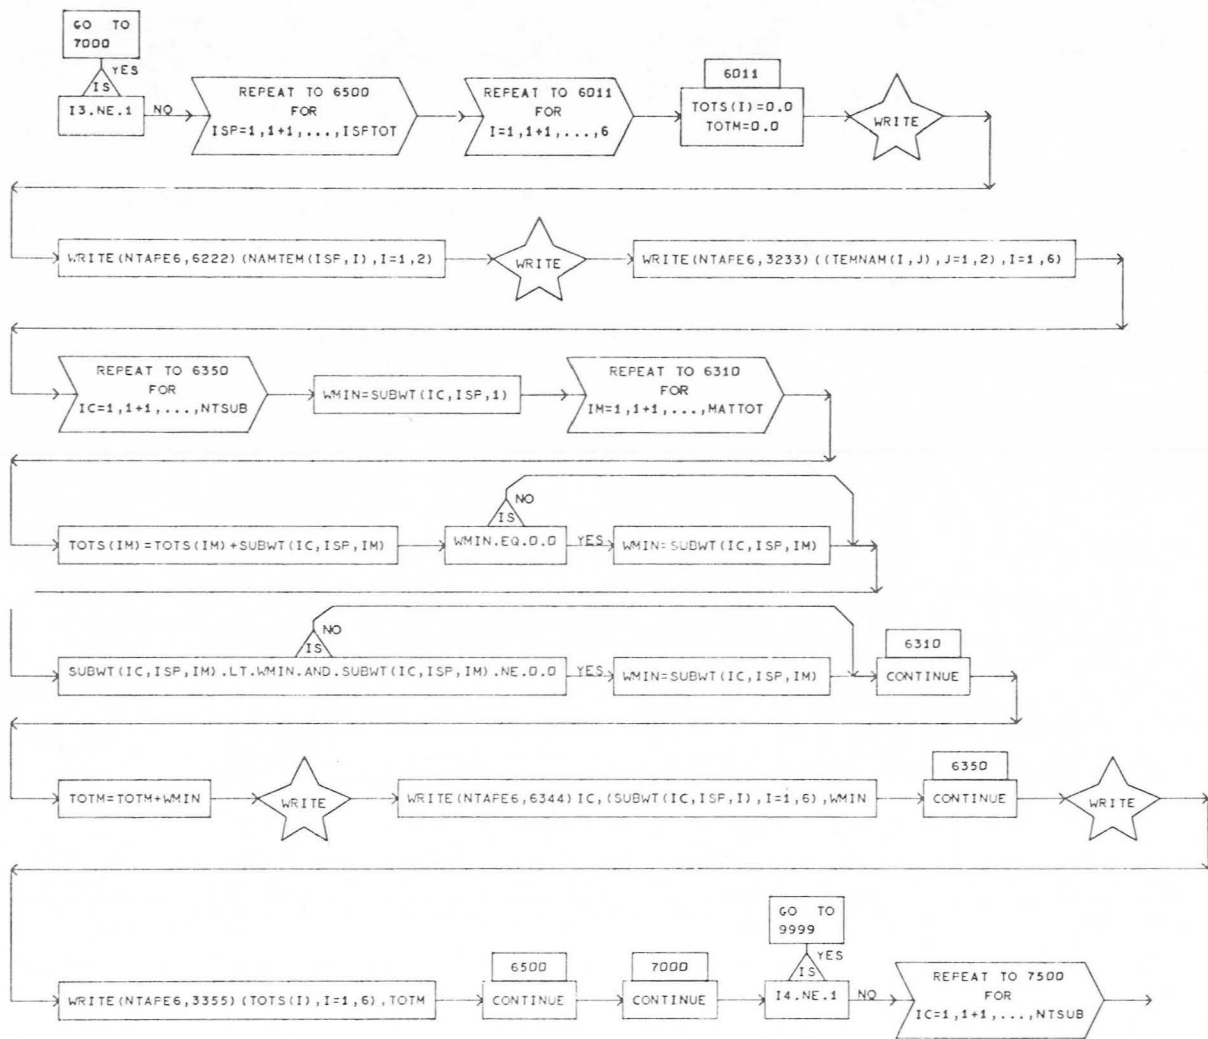 GO TO
7000
YES
IS
I3.NE.1
NO
REPEAT TO 6500
FOR
ISP=1,1+1,...,ISPTOT
REPEAT TO 6011
FOR
I=1,1+1,...,6
6011
TOTS(I)=0.0
TOTM=0.0
WRITE
WRITE(NTAPE6,6222)(NAMTEM(ISP,I),I=1,2)
WRITE
WRITE(NTAPE6,3233)((TEMNAM(I,J),J=1,2),I=1,6)
REPEAT TO 6350
FOR
IC=1,1+1,...,NTSUB
WMIN=SUBWT(IC,ISP,1)
REPEAT TO 6310
FOR
IM=1,1+1,...,MATTOT
TOTS(IM)=TOTS(IM)+SUBWT(IC,ISP,IM)
NO
IS
WMIN.EQ.0.0
YES
WMIN=SUBWT(IC,ISP,IM)
NO
IS
SUBWT(IC,ISP,IM).LT.WMIN.AND.SUBWT(IC,ISP,IM).NE.0.0
YES
WMIN=SUBWT(IC,ISP,IM)
6310
CONTINUE
TOTM=TOTM+WMIN
WRITE
WRITE(NTAPE6,6344)IC,(SUBWT(IC,ISP,I),I=1,6),WMIN
6350
CONTINUE
WRITE
WRITE(NTAPE6,3355)(TOTS(I),I=1,6),TOTM
6500
CONTINUE
7000
CONTINUE
GO TO
9999
YES
IS
I4.NE.1
NO
REPEAT TO 7500
FOR
IC=1,1+1,...,NTSUB